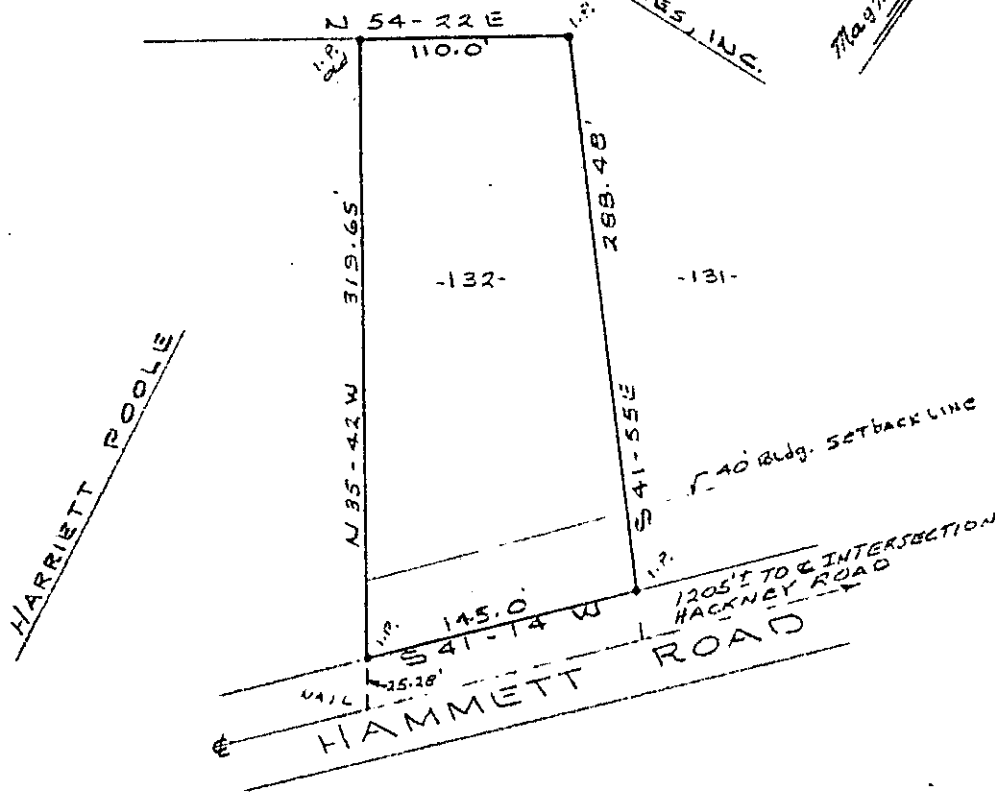 N 54-22 E
I.P.
110.0'
I.P.
Old
INC.
319.65'
N 35-42 W
288.48'
S 41-55 E
-132-
-131-
HARRIETT POOLE
40' Bldg. SETBACK LINE
I.P.
145.0'
S 41-14 W
I.P.
1205'± TO ℄ INTERSECTION
HACKNEY ROAD
25.28'
NAIL
℄
HAMMETT ROAD